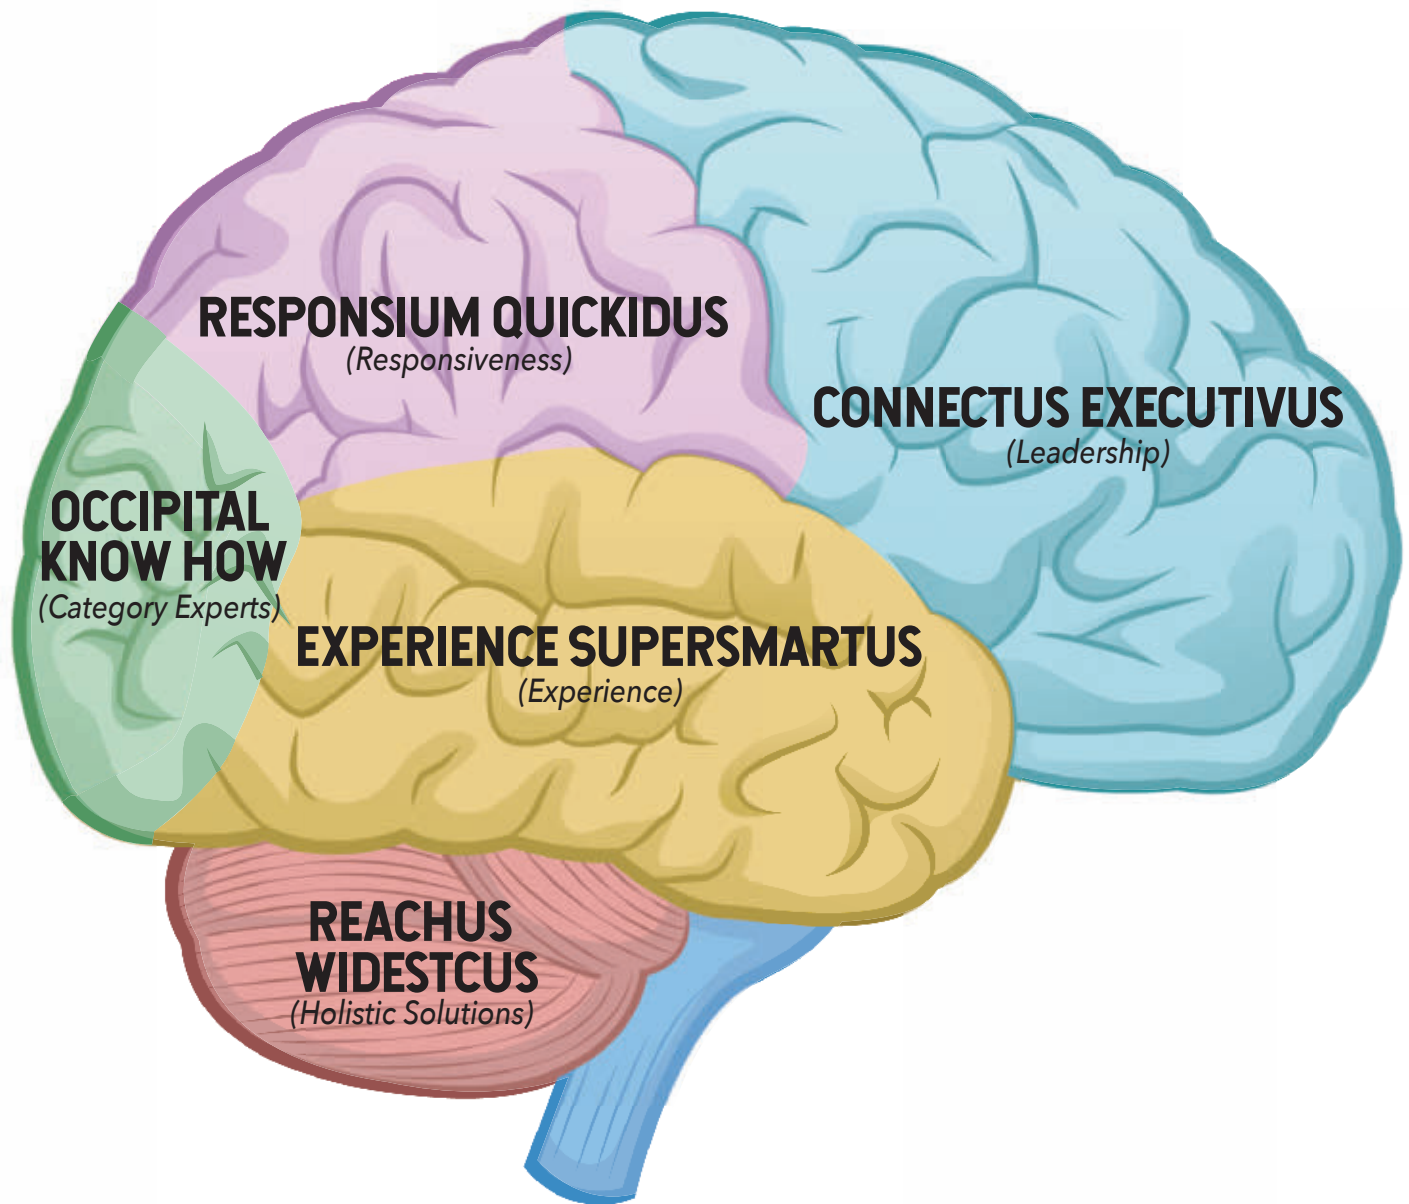 RESPONSIUM QUICKIDUS
(Responsiveness)
CONNECTUS EXECUTIVUS
(Leadership)
OCCIPITAL
KNOW HOW
(Category Experts)
EXPERIENCE SUPERSMARTUS
(Experience)
REACHUS
WIDESTCUS
(Holistic Solutions)